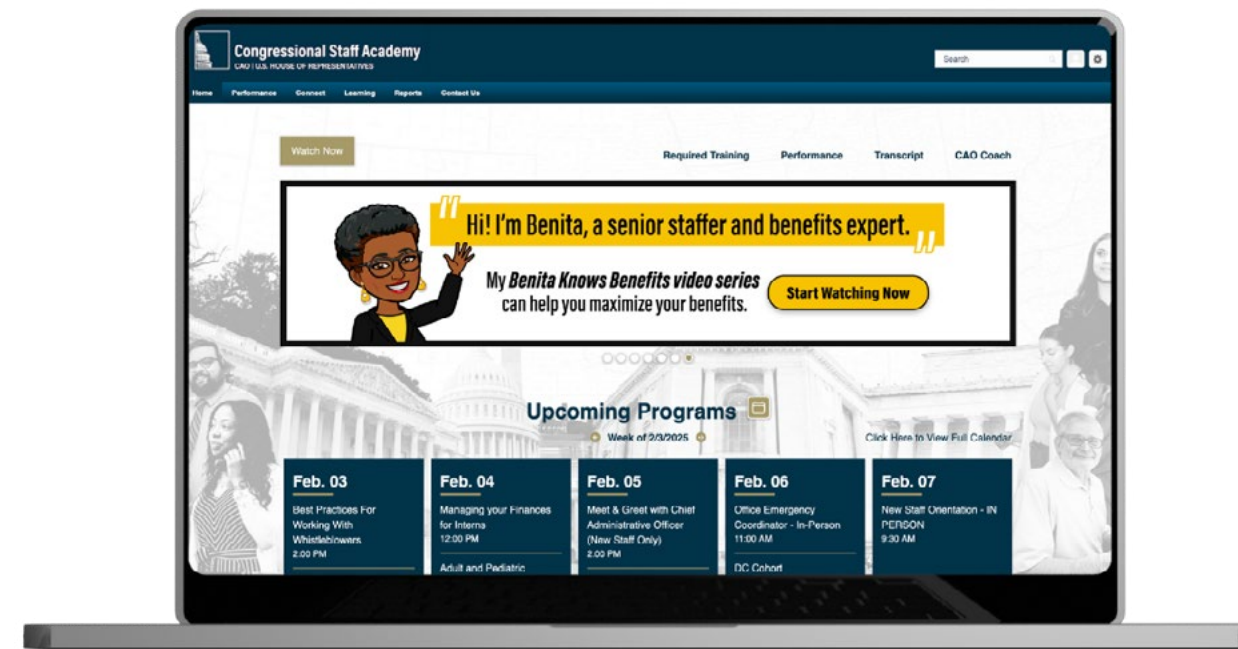 Congressional Staff Academy
CAO | U.S. HOUSE OF REPRESENTATIVES
Search
Home Performance Connect Learning Reports Contact Us
Watch Now
Required Training Performance Transcript CAO Coach
"Hi! I'm Benita, a senior staffer and benefits expert."
My Benita Knows Benefits video series
can help you maximize your benefits.
Start Watching Now
Upcoming Programs
Week of 2/3/2025
Click Here to View Full Calendar
Feb. 03
Best Practices For
Working With
Whistleblowers
2:00 PM
Feb. 04
Managing your Finances
for Interns
12:00 PM
Adult and Pediatric
Feb. 05
Meet & Greet with Chief
Administrative Officer
(New Staff Only)
2:00 PM
Feb. 06
Office Emergency
Coordinator - In-Person
11:00 AM
DC Cohort
Feb. 07
New Staff Orientation - IN
PERSON
9:30 AM